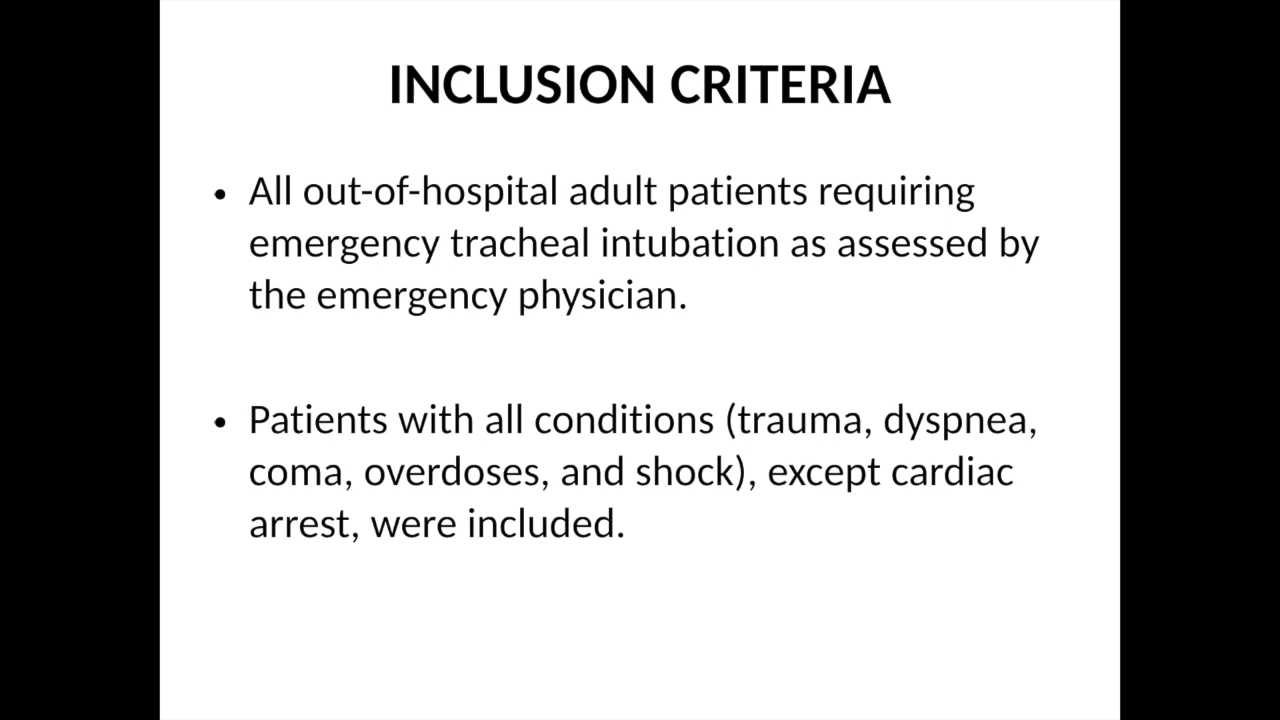 INCLUSION CRITERIA
• All out-of-hospital adult patients requiring
emergency tracheal intubation as assessed by
the emergency physician.
• Patients with all conditions (trauma, dyspnea,
coma, overdoses, and shock), except cardiac
arrest, were included.